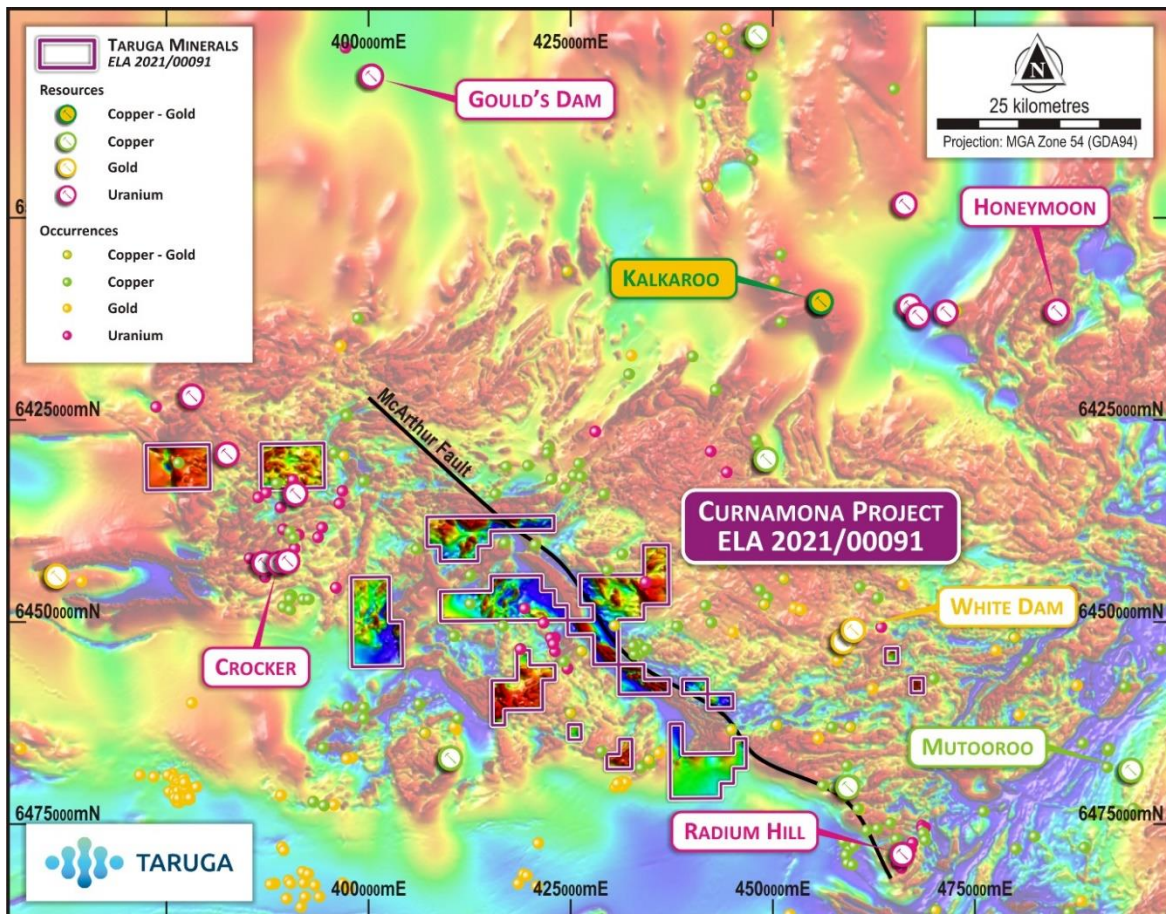 TARUGA MINERALS
ELA 2021/00091
Resources
Copper - Gold
Copper
Gold
Uranium
Occurrences
Copper - Gold
Copper
Gold
Uranium
400000mE
425000mE
N
25 kilometres
Projection: MGA Zone 54 (GDA94)
GOULD'S DAM
HONEYMOON
KALKAROO
6425000mN
6425000mN
McArthur Fault
CURNAMONA PROJECT
ELA 2021/00091
WHITE DAM
6450000mN
6450000mN
CROCKER
MUTOOROO
6475000mN
6475000mN
RADIUM HILL
TARUGA
400000mE
425000mE
450000mE
475000mE